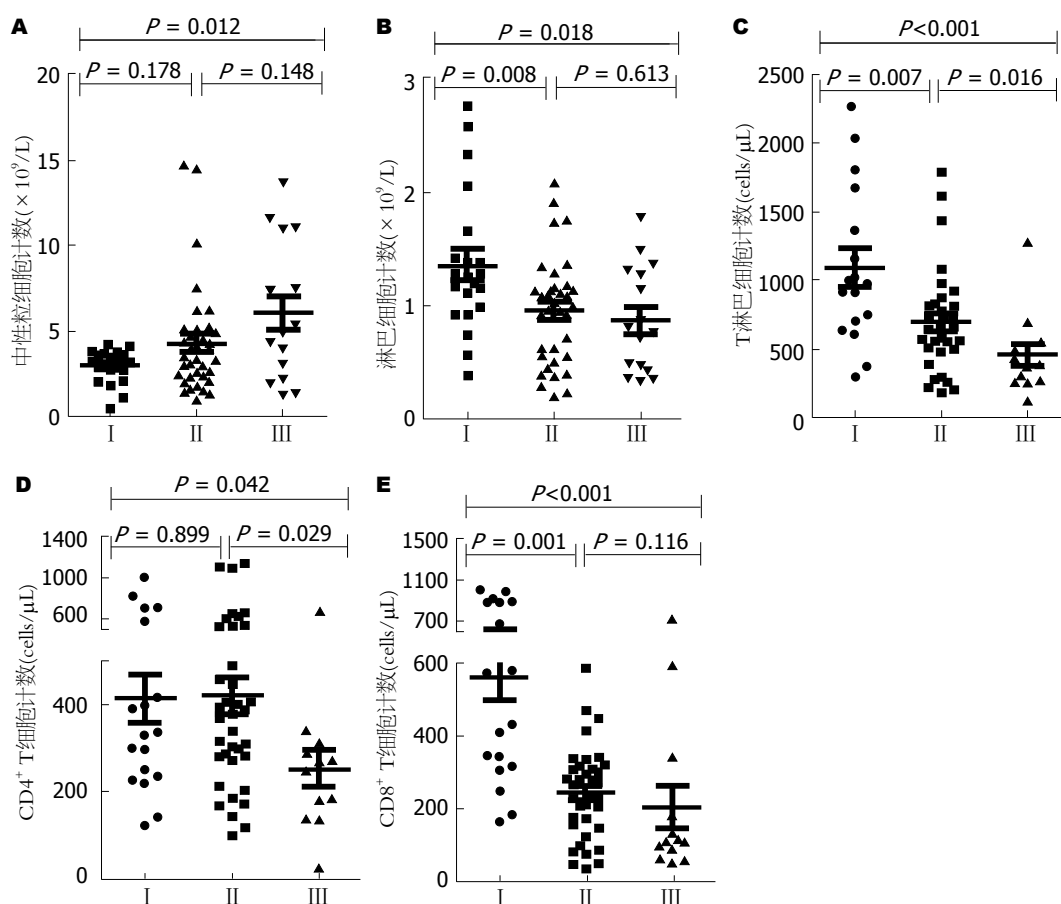 A
P = 0.012
P = 0.178
P = 0.148
中性粒细胞计数(×10⁹/L)
20
15
10
5
0
I
II
III
B
P = 0.018
P = 0.008
P = 0.613
淋巴细胞计数(×10⁹/L)
3
2
1
0
I
II
III
C
P<0.001
P = 0.007
P = 0.016
T淋巴细胞计数(cells/μL)
2500
2000
1500
1000
500
0
I
II
III
D
P = 0.042
P = 0.899
P = 0.029
CD4⁺ T细胞计数(cells/μL)
1400
1000
600
400
200
0
I
II
III
E
P<0.001
P = 0.001
P = 0.116
CD8⁺ T细胞计数(cells/μL)
1500
1100
700
600
400
200
0
I
II
III